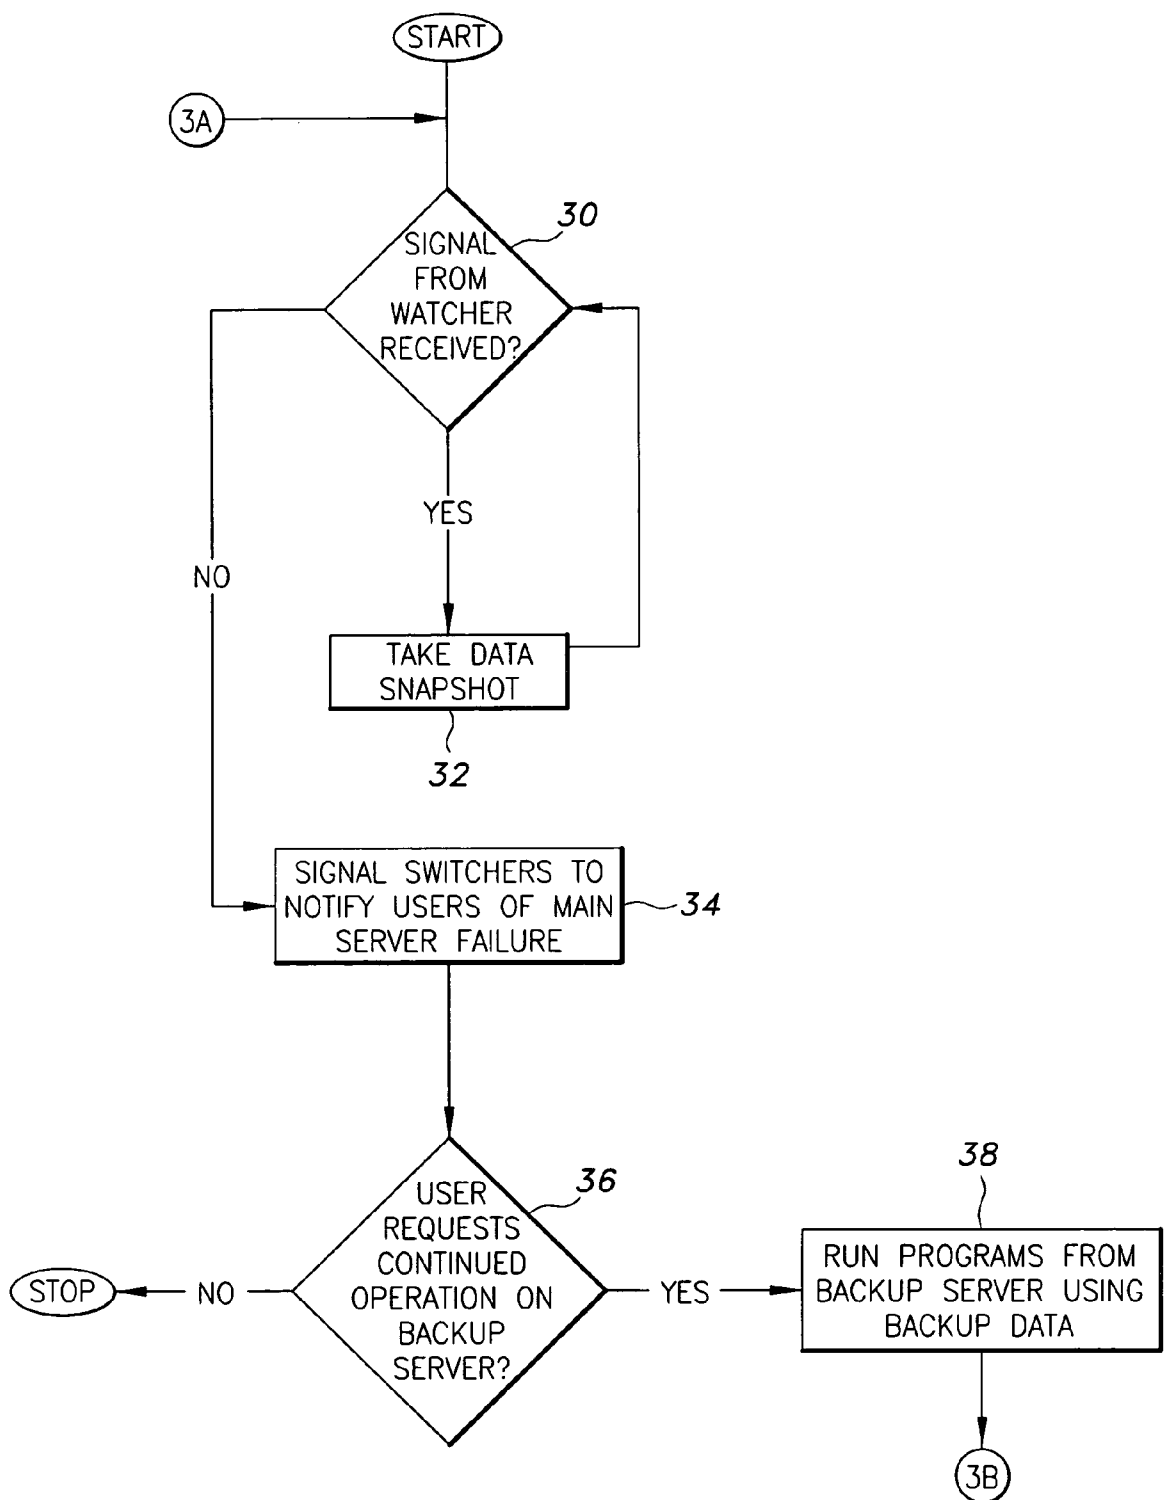 START
3A
30
SIGNAL
FROM
WATCHER
RECEIVED?
YES
NO
TAKE DATA
SNAPSHOT
32
SIGNAL SWITCHERS TO
NOTIFY USERS OF MAIN
SERVER FAILURE
34
36
USER
REQUESTS
CONTINUED
OPERATION ON
BACKUP
SERVER?
STOP
NO
YES
38
RUN PROGRAMS FROM
BACKUP SERVER USING
BACKUP DATA
3B